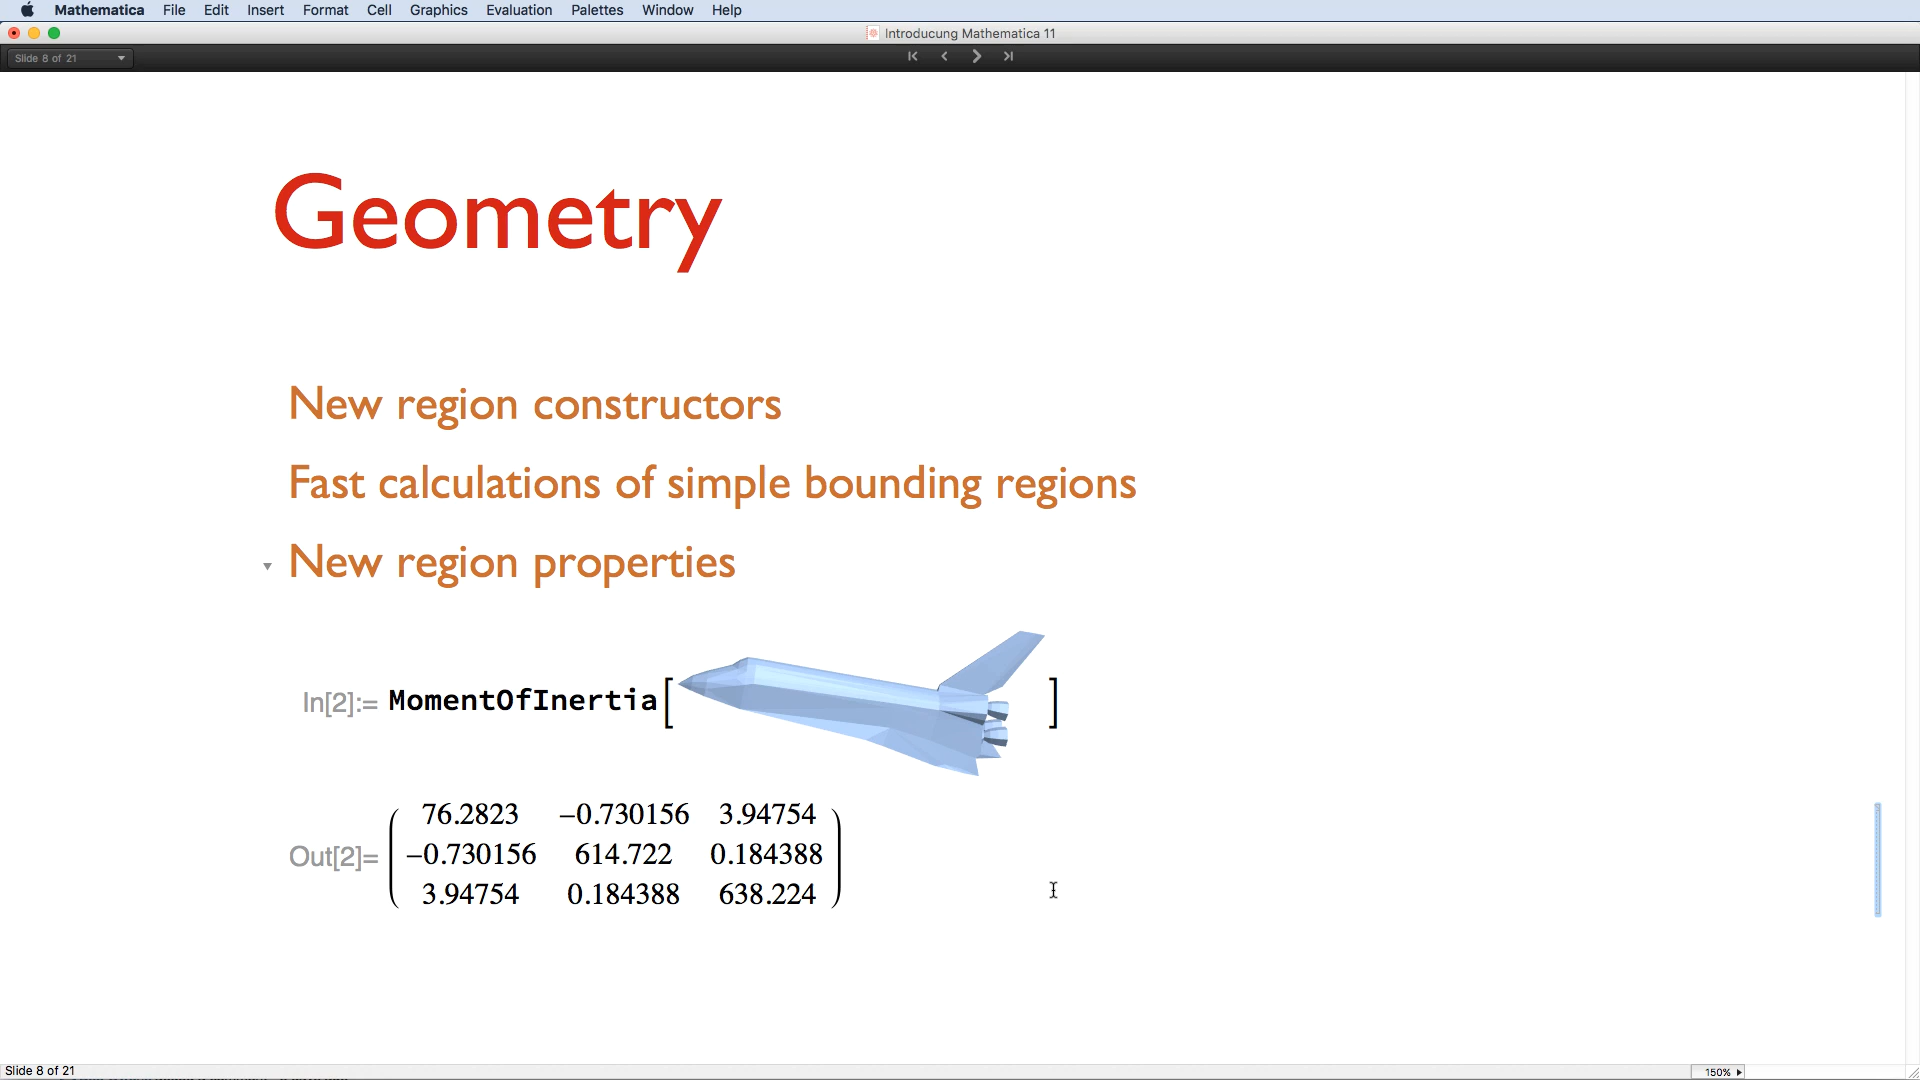 Mathematica File Edit Insert Format Cell Graphics Evaluation Palettes Window Help
Introducung Mathematica 11
Slide 8 of 21
Geometry
New region constructors
Fast calculations of simple bounding regions
New region properties
In[2]:= MomentOfInertia[ ]
Out[2]=
76.2823 −0.730156 3.94754
−0.730156 614.722 0.184388
3.94754 0.184388 638.224
Slide 8 of 21
150%